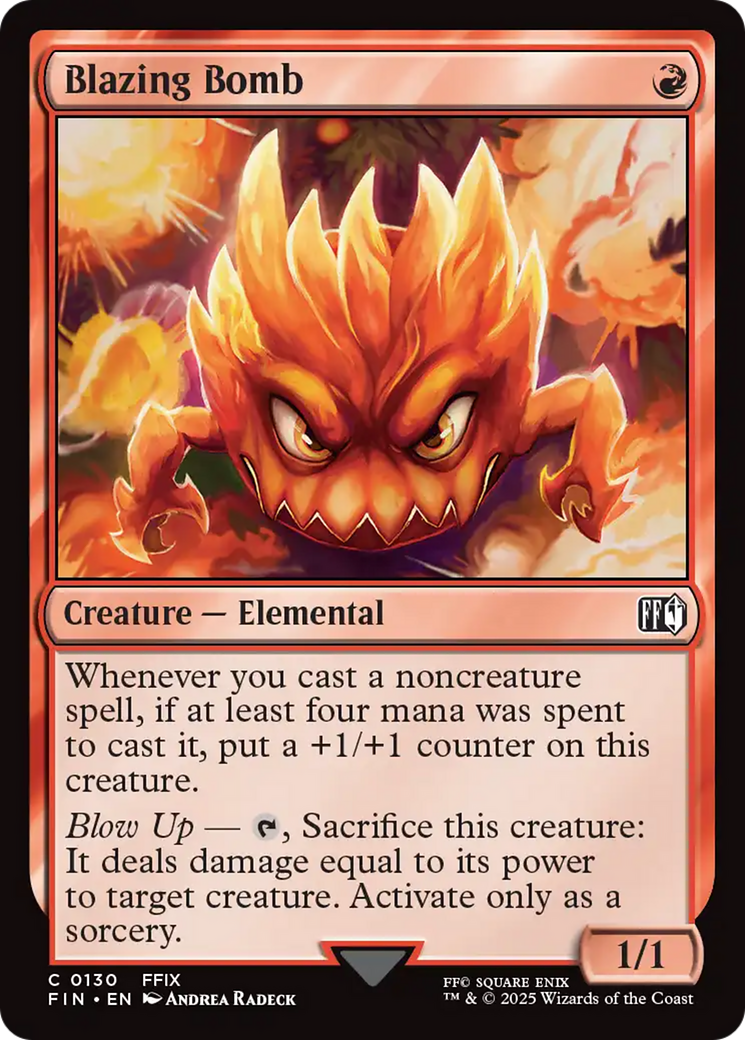 Blazing Bomb
Creature — Elemental
FF
Whenever you cast a noncreature
spell, if at least four mana was spent
to cast it, put a +1/+1 counter on this
creature.
Blow Up — , Sacrifice this creature:
It deals damage equal to its power
to target creature. Activate only as a
sorcery.
1/1
C 0130 FFIX
FIN • EN Andrea Radeck
FF© SQUARE ENIX
™ & © 2025 Wizards of the Coast